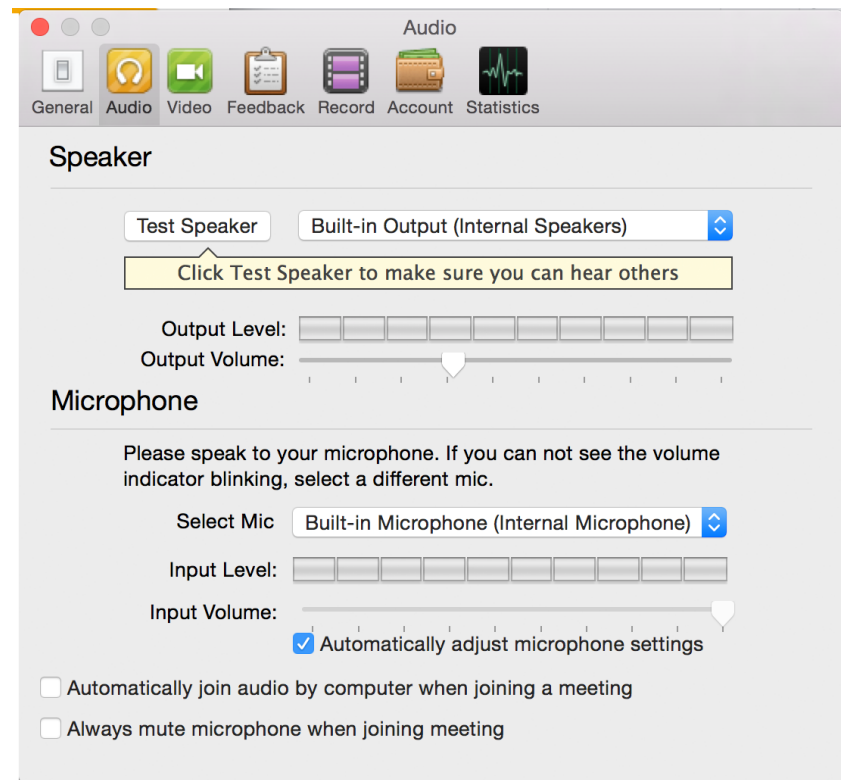 Audio
General Audio Video Feedback Record Account Statistics
Speaker
Test Speaker Built-in Output (Internal Speakers)
Click Test Speaker to make sure you can hear others
Output Level:
Output Volume:
Microphone
Please speak to your microphone. If you can not see the volume
indicator blinking, select a different mic.
Select Mic Built-in Microphone (Internal Microphone)
Input Level:
Input Volume:
Automatically adjust microphone settings
Automatically join audio by computer when joining a meeting
Always mute microphone when joining meeting